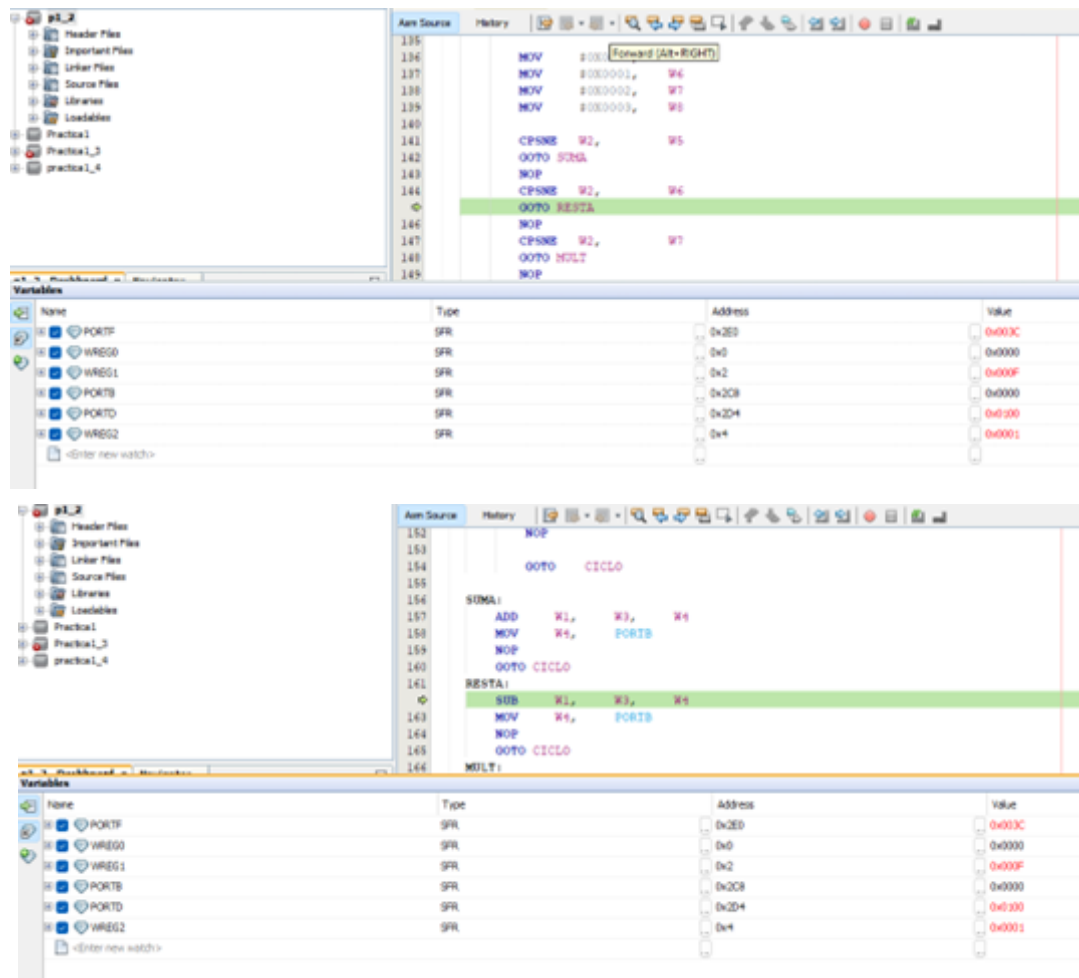 p1_2
Header Files
Important Files
Linker Files
Source Files
Libraries
Loadables
Practica1
Practica1_3
practica1_4
Asm Source History
135
136 MOV
Forward (Alt+RIGHT)
137 MOV #0X0001, W6
138 MOV #0X0002, W7
139 MOV #0X0003, W8
140
141 CPSNE W2, W5
142 GOTO SUMA
143 NOP
144 CPSNE W2, W6
GOTO RESTA
146 NOP
147 CPSNE W2, W7
148 GOTO MULT
149 NOP
Variables
Name Type Address Value
PORTF SFR 0x2E0 0x003C
WREG0 SFR 0x0 0x0000
WREG1 SFR 0x2 0x000F
PORTB SFR 0x2C8 0x0000
PORTD SFR 0x2D4 0x0100
WREG2 SFR 0x4 0x0001
<Enter new watch>
p1_2
Header Files
Important Files
Linker Files
Source Files
Libraries
Loadables
Practica1
Practica1_3
practica1_4
Asm Source History
152 NOP
153
154 GOTO CICLO
155
156 SUMA:
157 ADD W1, W3, W4
158 MOV W4, PORTB
159 NOP
160 GOTO CICLO
161 RESTA:
SUB W1, W3, W4
163 MOV W4, PORTB
164 NOP
165 GOTO CICLO
166 MULT:
Variables
Name Type Address Value
PORTF SFR 0x2E0 0x003C
WREG0 SFR 0x0 0x0000
WREG1 SFR 0x2 0x000F
PORTB SFR 0x2C8 0x0000
PORTD SFR 0x2D4 0x0100
WREG2 SFR 0x4 0x0001
<Enter new watch>